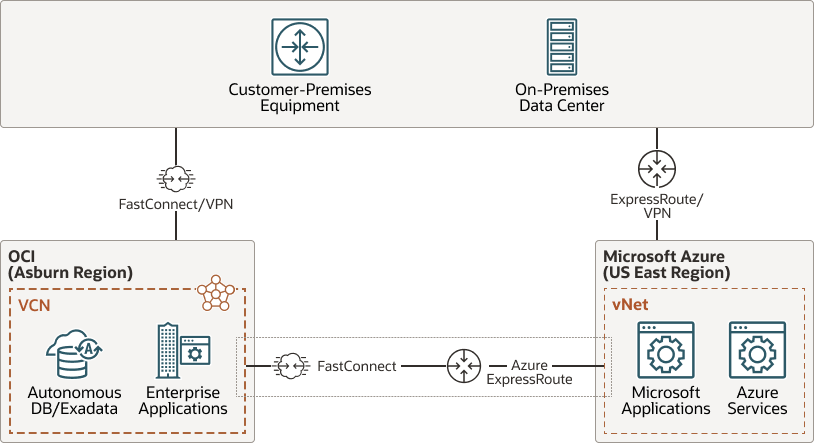 Customer-Premises
Equipment
On-Premises
Data Center
FastConnect/VPN
ExpressRoute/
VPN
OCI
(Asburn Region)
VCN
A
Autonomous
DB/Exadata
Enterprise
Applications
FastConnect
Azure
ExpressRoute
Microsoft Azure
(US East Region)
vNet
Microsoft
Applications
Azure
Services